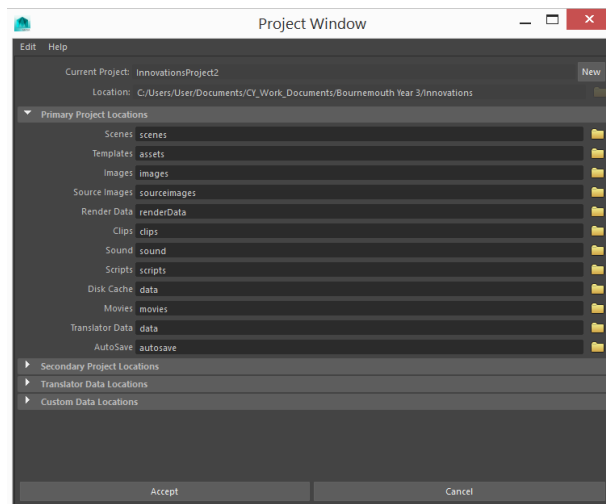 Project Window
Edit Help
Current Project: InnovationsProject2 New
Location: C:/Users/User/Documents/CY_Work_Documents/Bournemouth Year 3/Innovations
Primary Project Locations
Scenes scenes
Templates assets
Images images
Source Images sourceimages
Render Data renderData
Clips clips
Sound sound
Scripts scripts
Disk Cache data
Movies movies
Translator Data data
AutoSave autosave
Secondary Project Locations
Translator Data Locations
Custom Data Locations
Accept Cancel